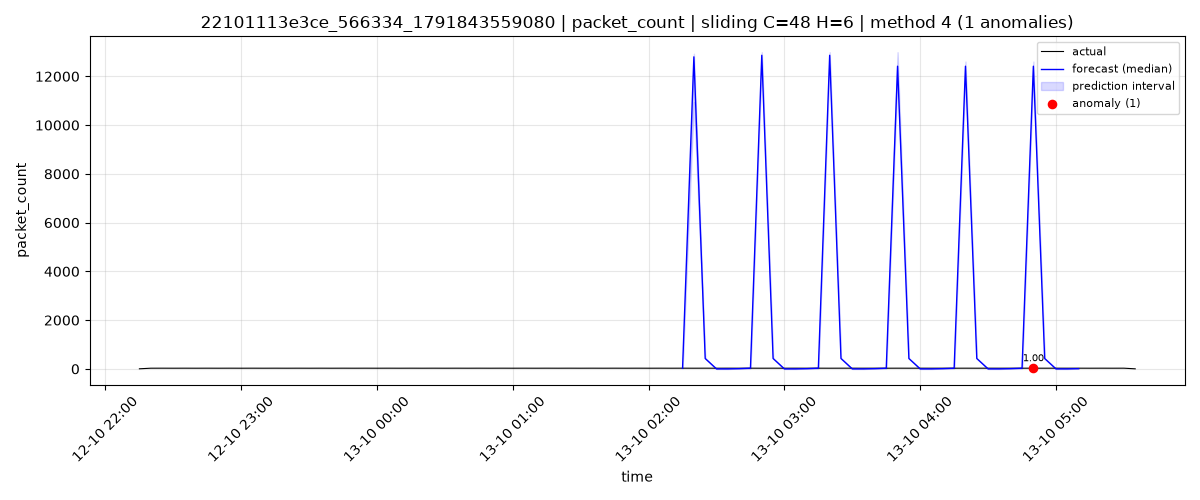 22101113e3ce_566334_1791843559080 | packet_count | sliding C=48 H=6 | method 4 (1 anomalies)
actual
forecast (median)
prediction interval
anomaly (1)
packet_count
12000
10000
8000
6000
4000
2000
0
1.00
12-10 22:00
12-10 23:00
13-10 00:00
13-10 01:00
13-10 02:00
13-10 03:00
13-10 04:00
13-10 05:00
time